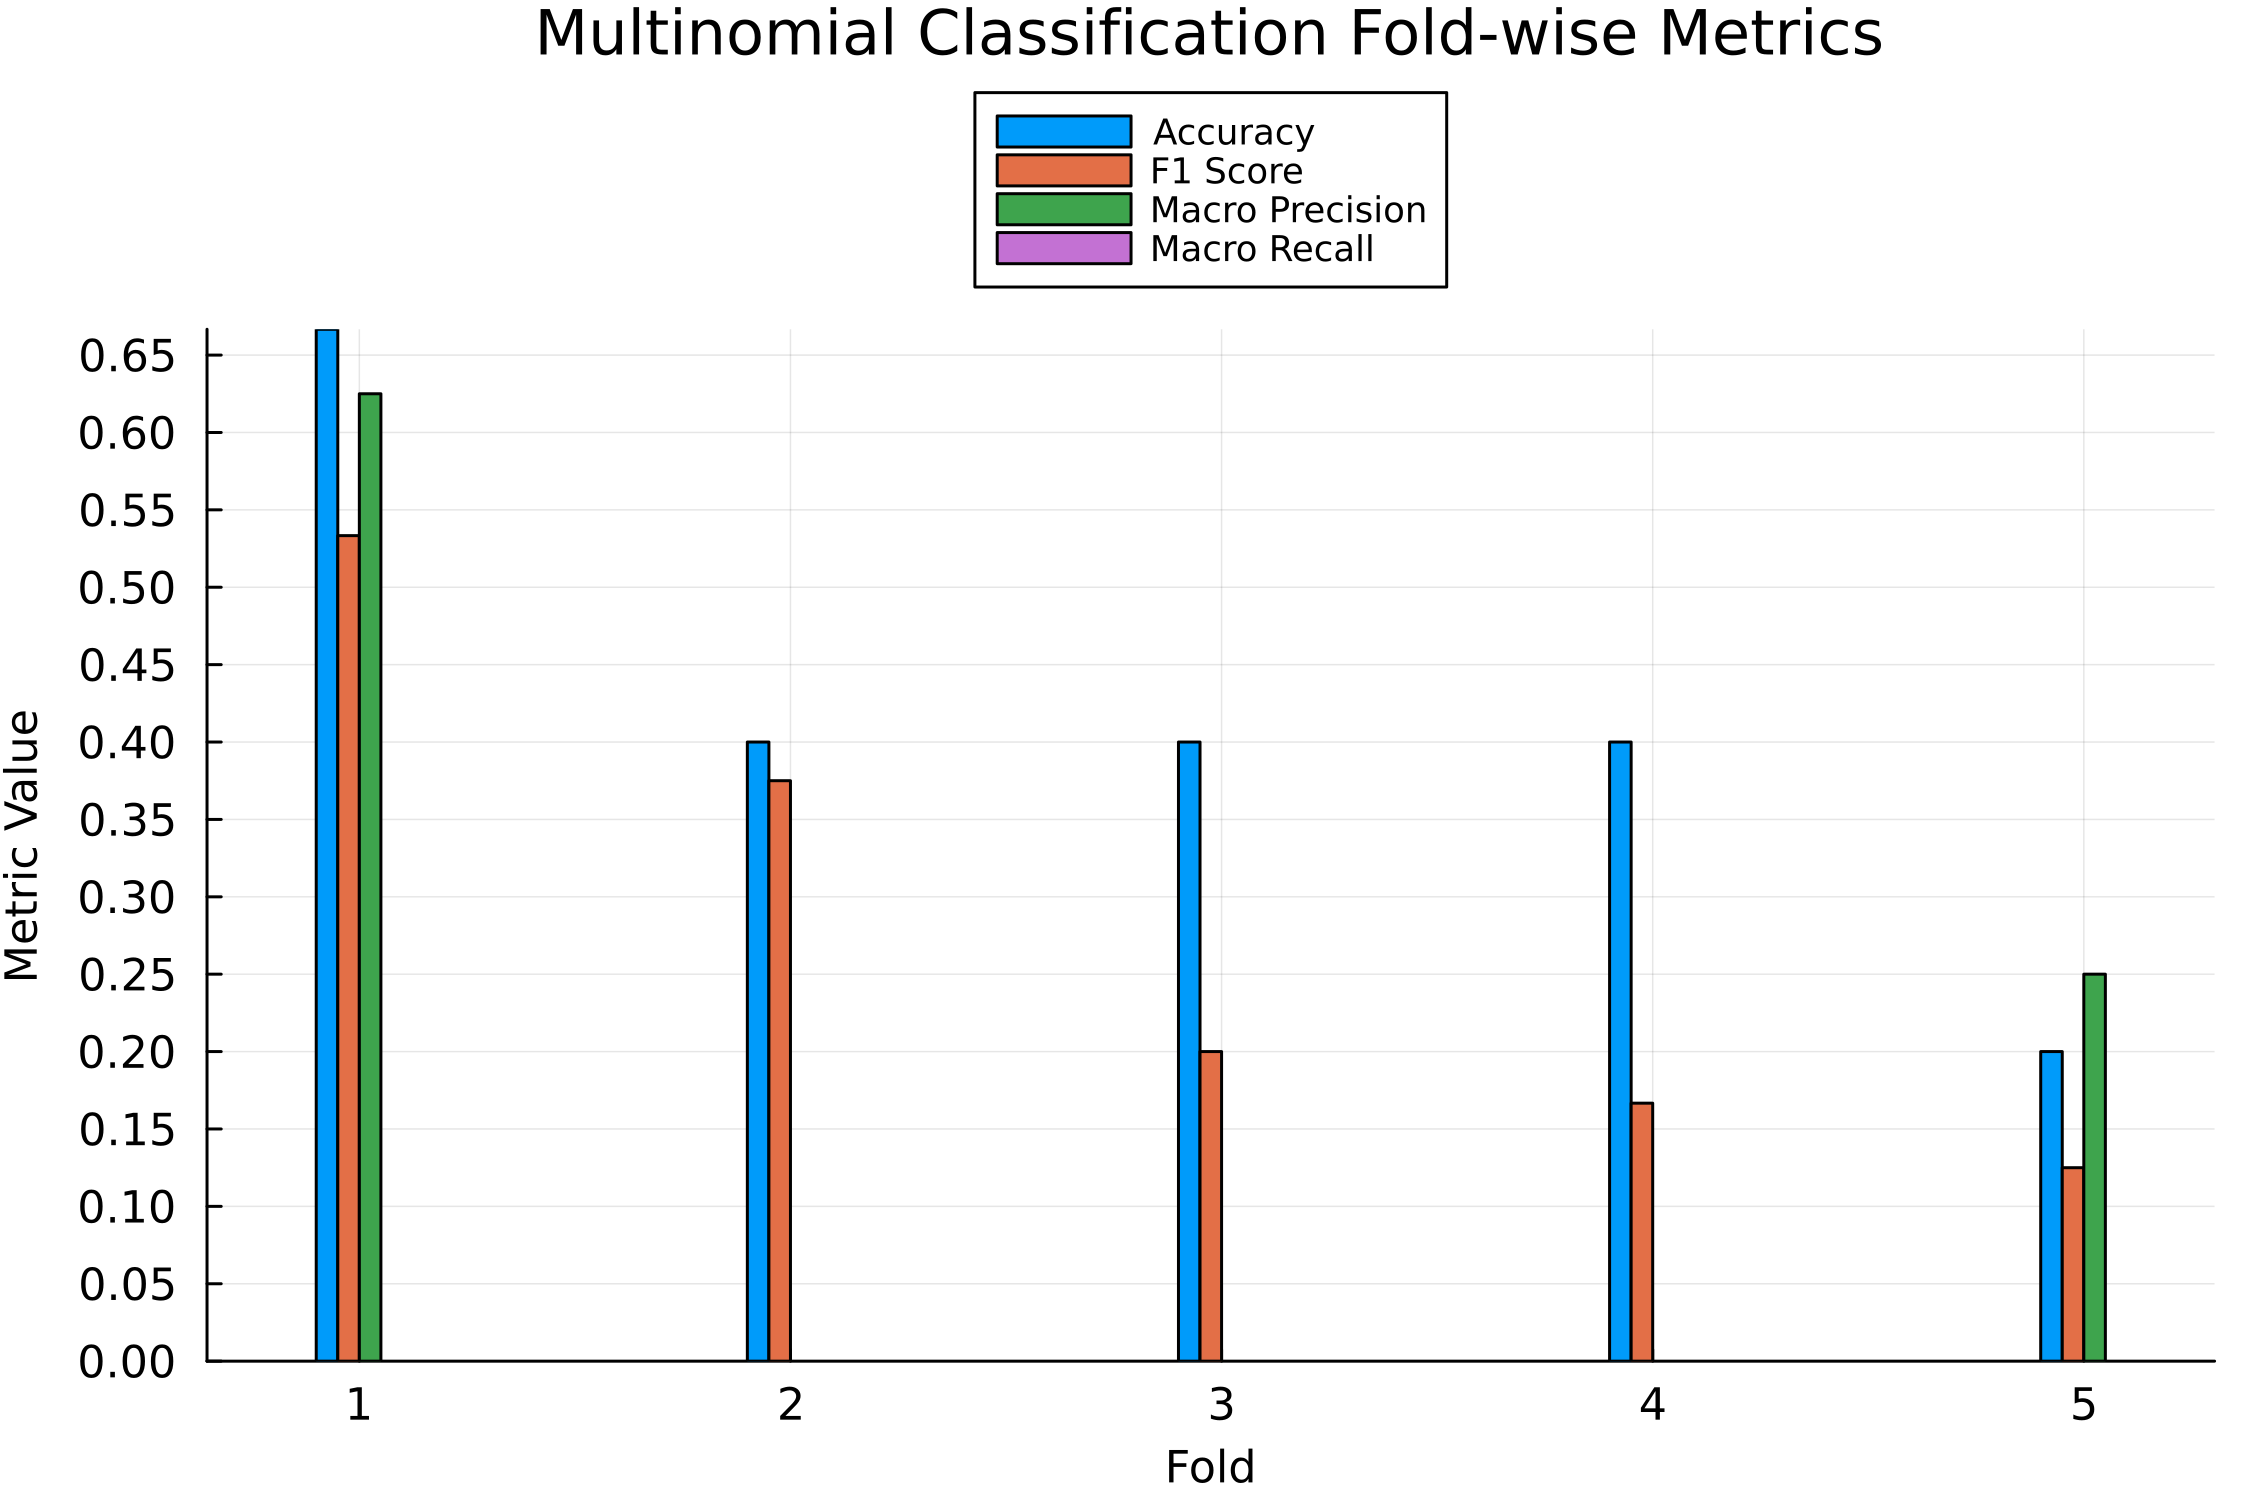 Multinomial Classification Fold-wise Metrics
Accuracy
F1 Score
Macro Precision
Macro Recall
0.65
0.60
0.55
0.50
0.45
0.40
0.35
0.30
0.25
0.20
0.15
0.10
0.05
0.00
Metric Value
1 2 3 4 5
Fold